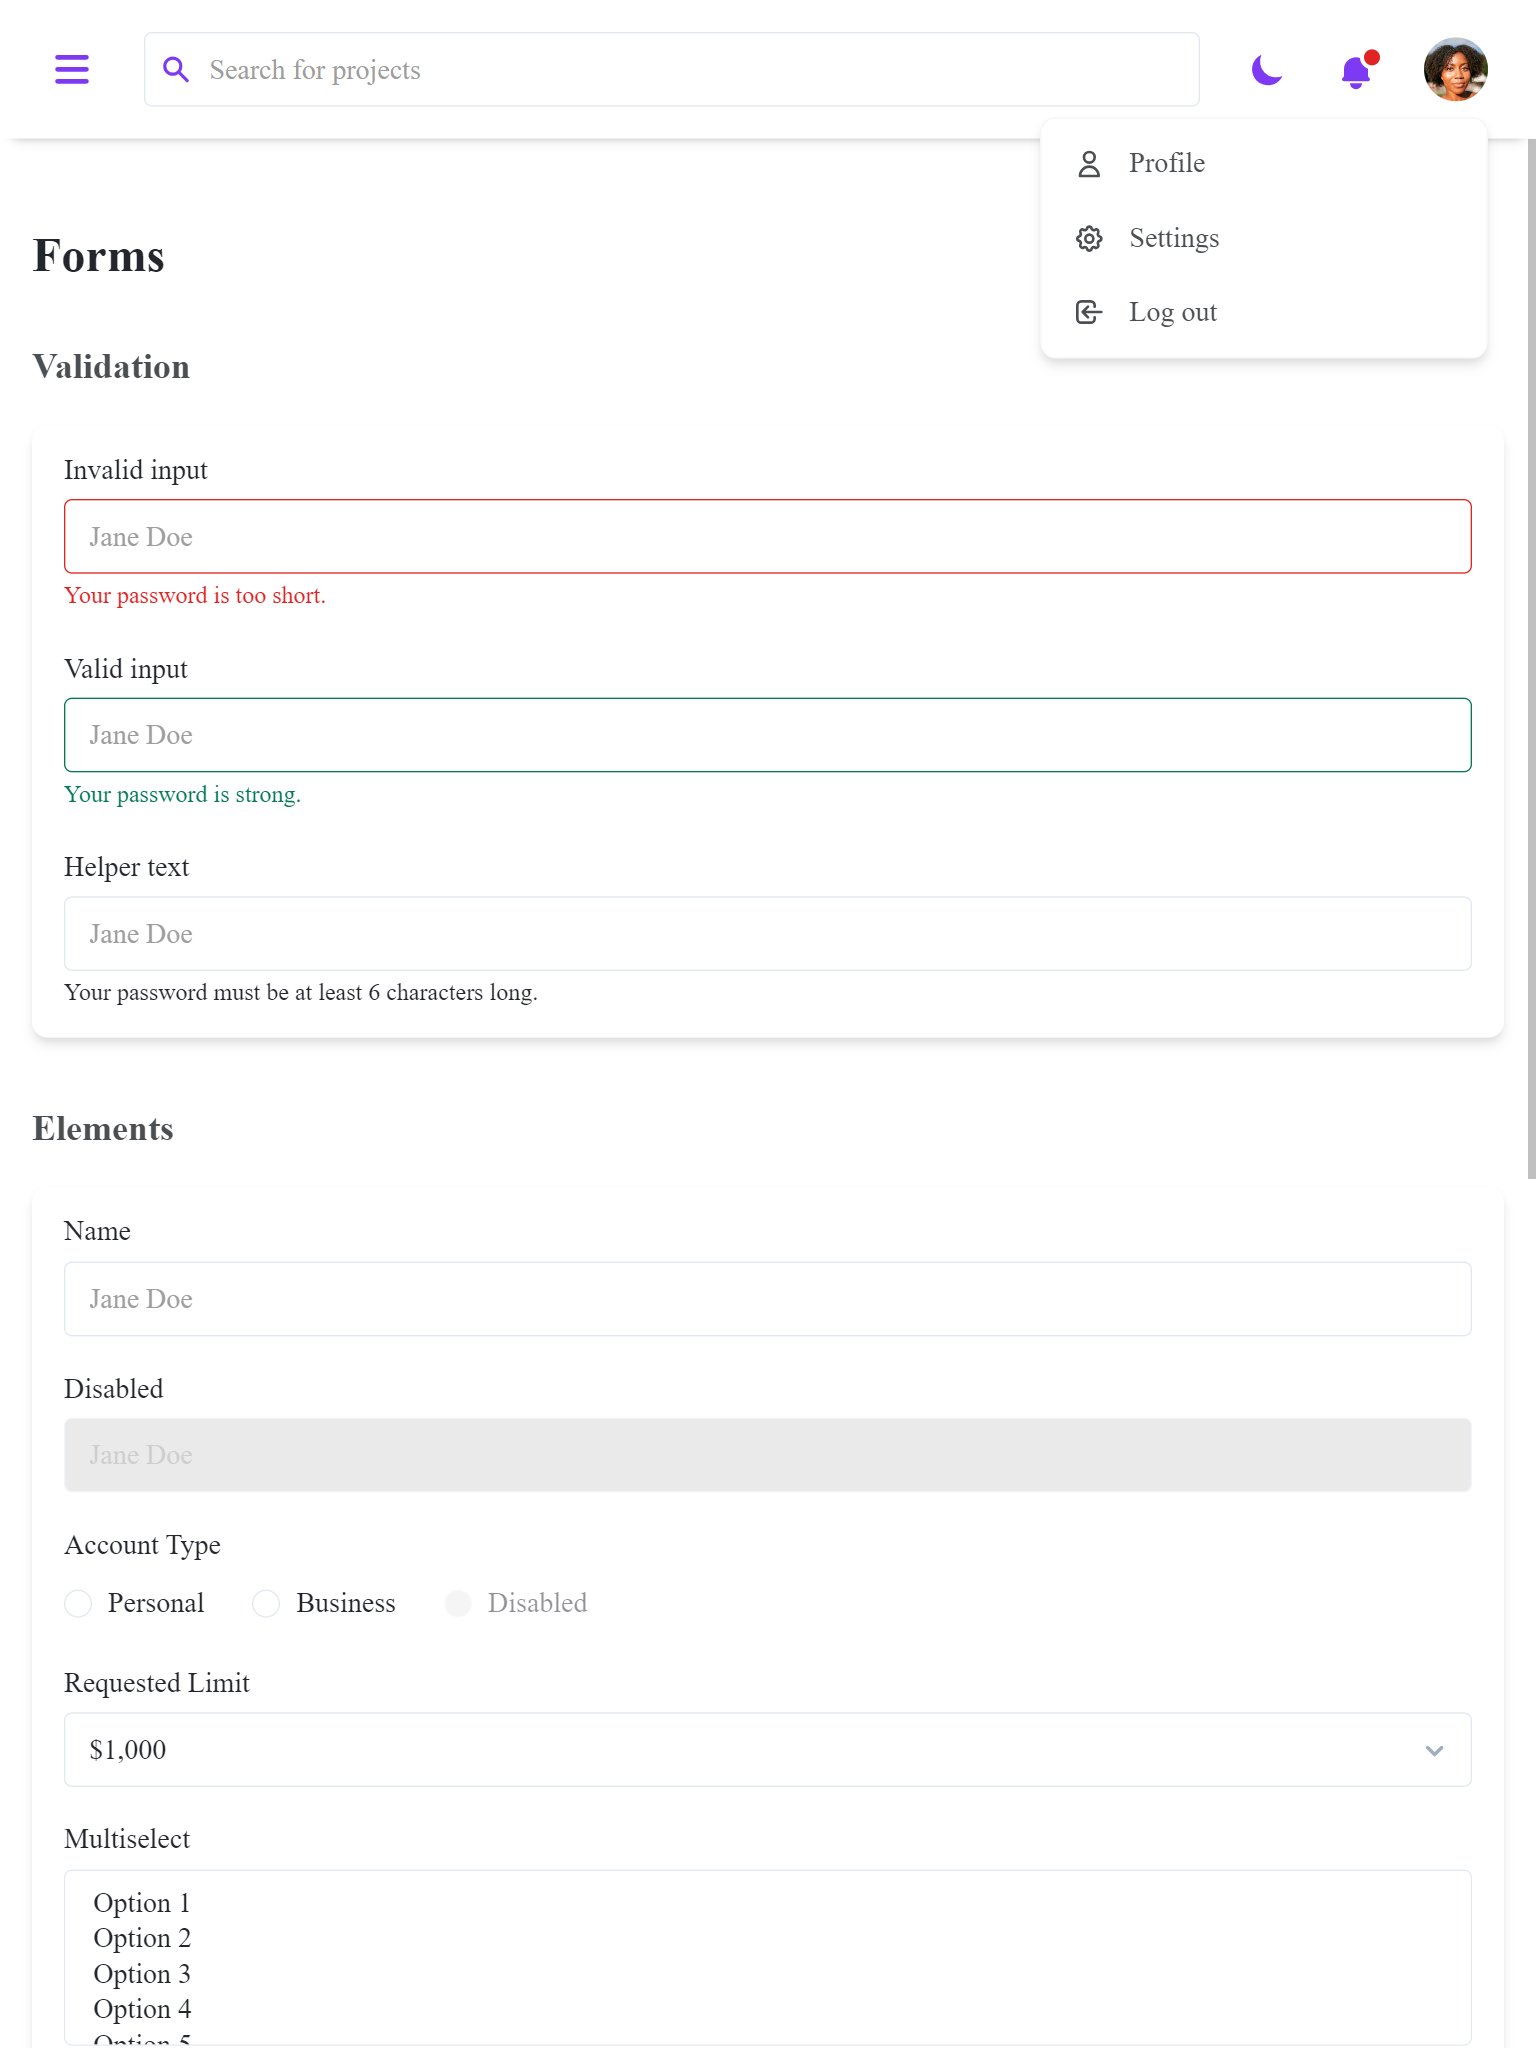 Search for projects
Profile
Settings
Log out
Forms
Validation
Invalid input
Jane Doe
Your password is too short.
Valid input
Jane Doe
Your password is strong.
Helper text
Jane Doe
Your password must be at least 6 characters long.
Elements
Name
Jane Doe
Disabled
Jane Doe
Account Type
Personal Business Disabled
Requested Limit
$1,000
Multiselect
Option 1
Option 2
Option 3
Option 4
Option 5